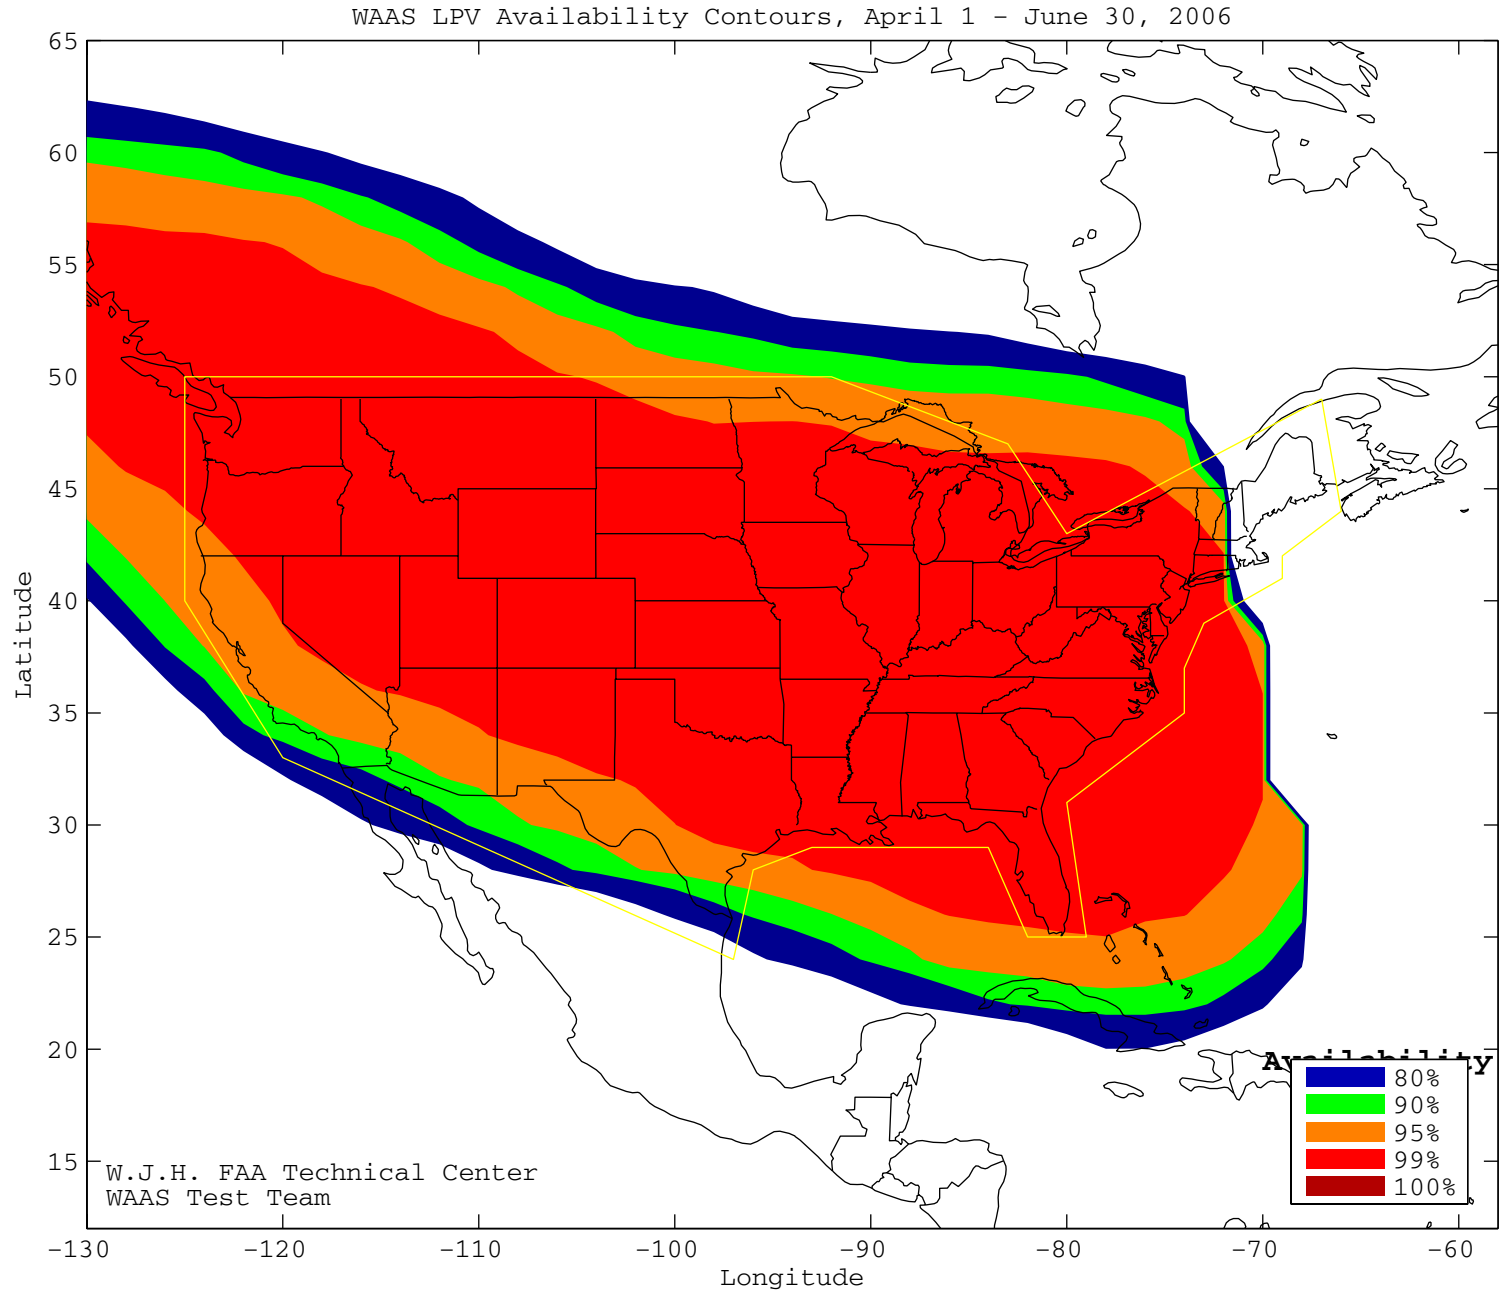 WAAS LPV Availability Contours, April 1 - June 30, 2006
65
60
55
50
45
40
35
30
25
20
15
Latitude
Availability
80%
90%
95%
99%
100%
W.J.H. FAA Technical Center
WAAS Test Team
-130 -120 -110 -100 -90 -80 -70 -60
Longitude